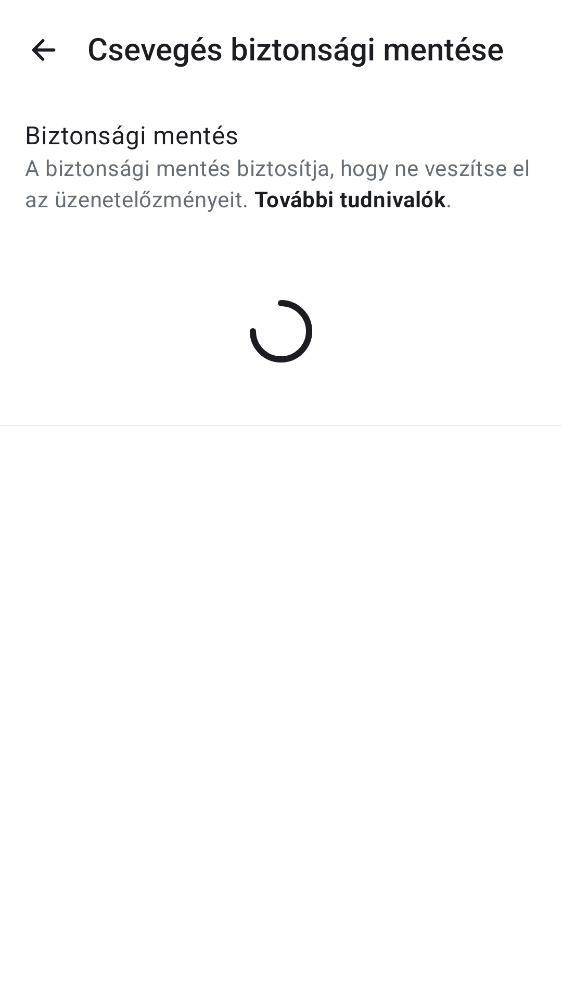 Csevegés biztonsági mentése
Biztonsági mentés
A biztonsági mentés biztosítja, hogy ne veszítse el
az üzenetelőzményeit. További tudnivalók.